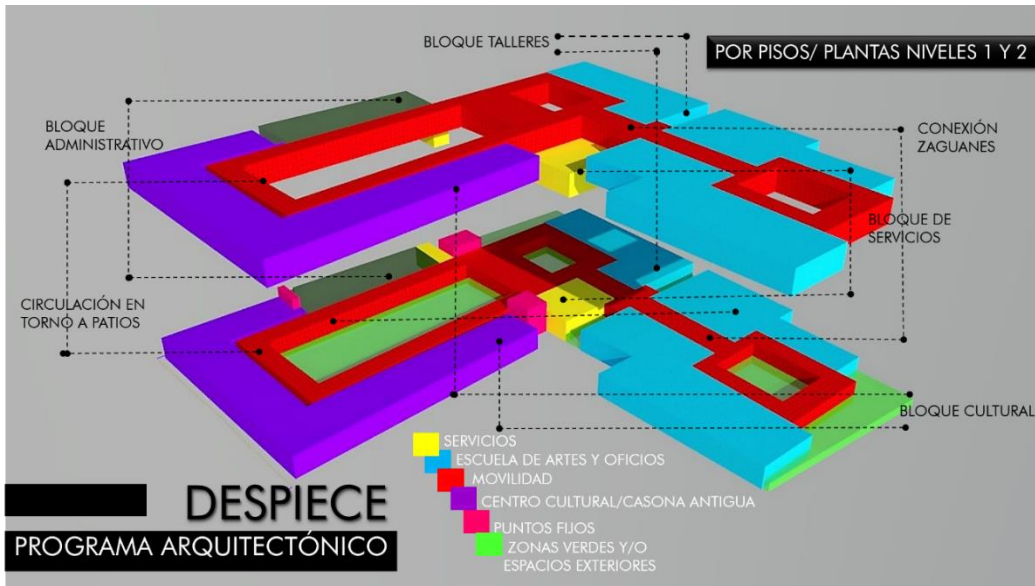 BLOQUE TALLERES
POR PISOS/ PLANTAS NIVELES 1 Y 2
BLOQUE
ADMINISTRATIVO
CONEXIÓN
ZAGUANES
BLOQUE DE
SERVICIOS
CIRCULACIÓN EN
TORNO A PATIOS
BLOQUE CULTURAL
SERVICIOS
ESCUELA DE ARTES Y OFICIOS
MOVILIDAD
CENTRO CULTURAL/CASONA ANTIGUA
PUNTOS FIJOS
ZONAS VERDES Y/O
ESPACIOS EXTERIORES
DESPIECE
PROGRAMA ARQUITECTÓNICO